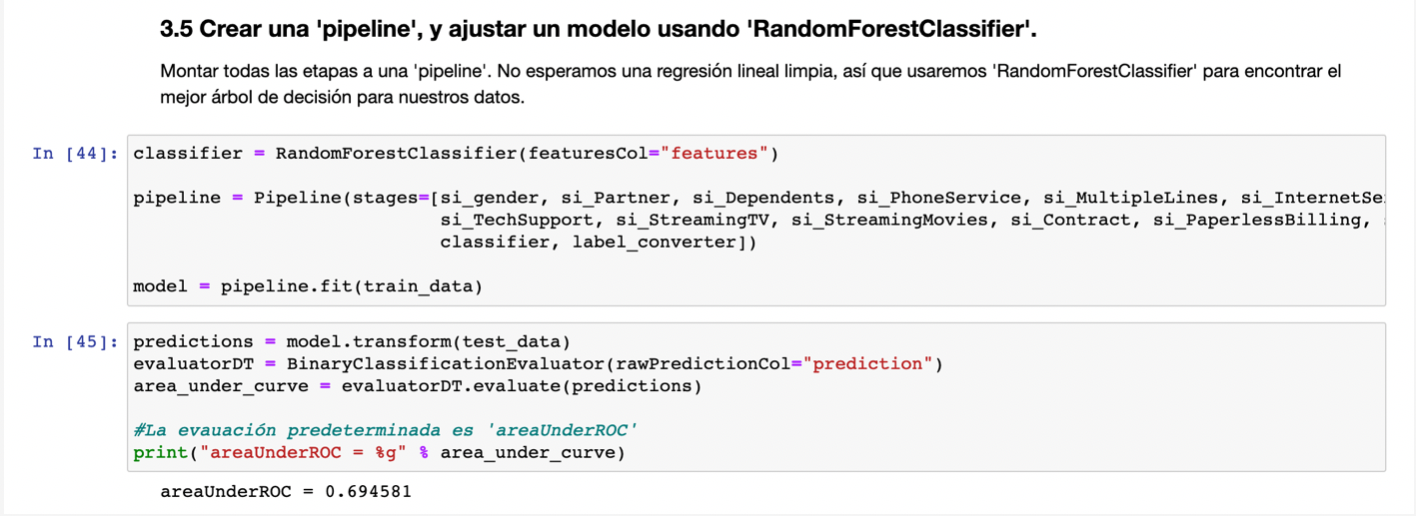 3.5 Crear una 'pipeline', y ajustar un modelo usando 'RandomForestClassifier'.
Montar todas las etapas a una 'pipeline'. No esperamos una regresión lineal limpia, así que usaremos 'RandomForestClassifier' para encontrar el
mejor árbol de decisión para nuestros datos.
In [44]: classifier = RandomForestClassifier(featuresCol="features")
pipeline = Pipeline(stages=[si_gender, si_Partner, si_Dependents, si_PhoneService, si_MultipleLines, si_InternetSe
si_TechSupport, si_StreamingTV, si_StreamingMovies, si_Contract, si_PaperlessBilling,
classifier, label_converter])
model = pipeline.fit(train_data)
In [45]: predictions = model.transform(test_data)
evaluatorDT = BinaryClassificationEvaluator(rawPredictionCol="prediction")
area_under_curve = evaluatorDT.evaluate(predictions)
#La evauación predeterminada es 'areaUnderROC'
print("areaUnderROC = %g" % area_under_curve)
areaUnderROC = 0.694581